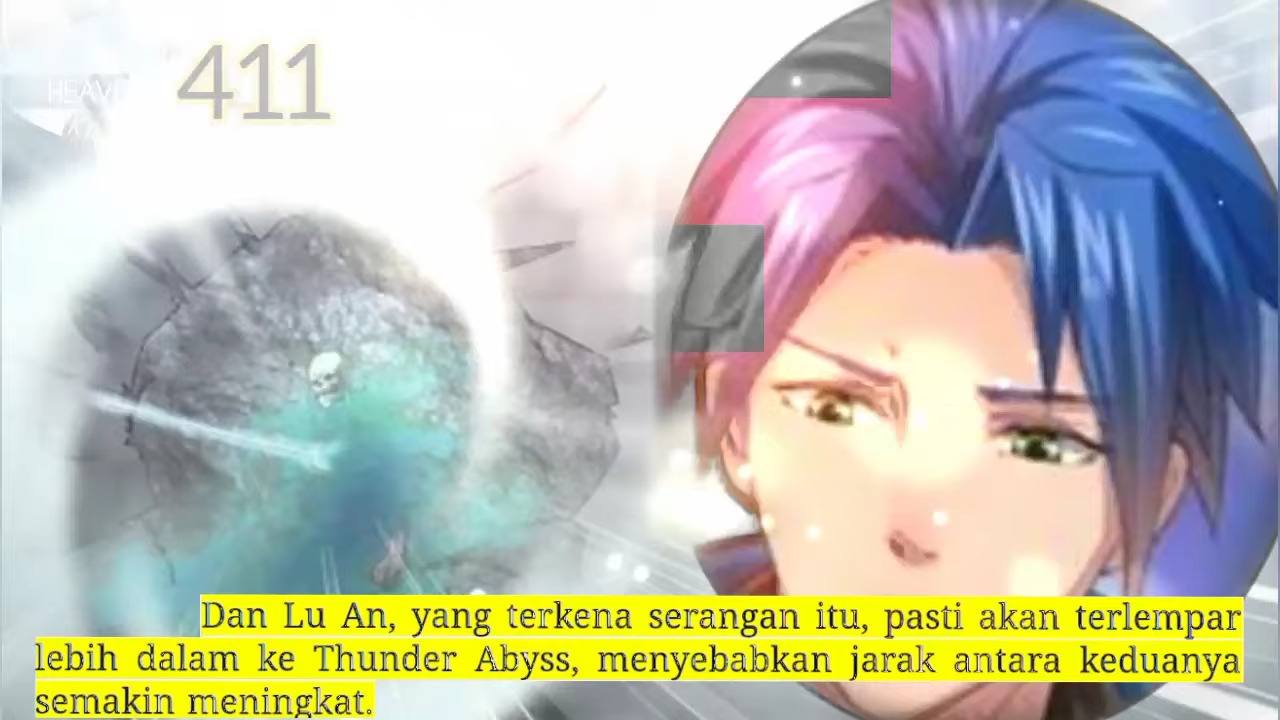 411
Dan Lu An, yang terkena serangan itu, pasti akan terlempar
lebih dalam ke Thunder Abyss, menyebabkan jarak antara keduanya
semakin meningkat.